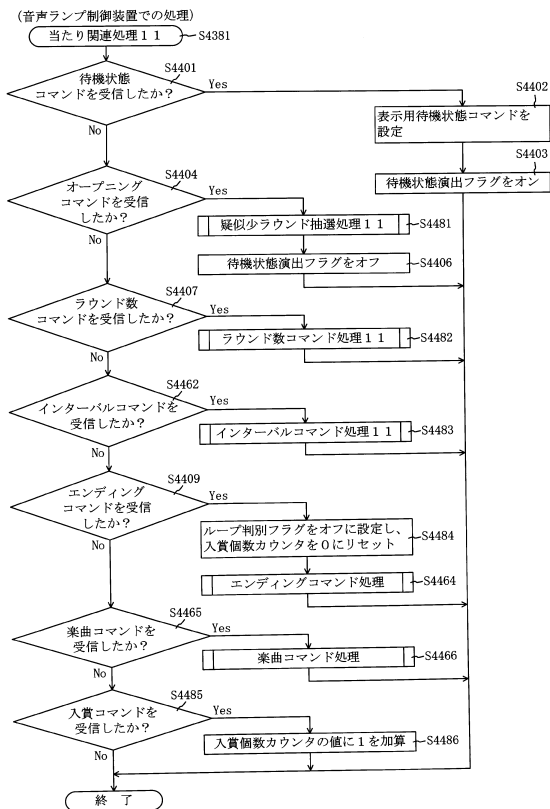 (音声ランプ制御装置での処理)
当たり関連処理11
S4381
S4401
待機状態
コマンドを受信したか?
Yes
No
S4402
表示用待機状態コマンドを
設定
S4403
待機状態演出フラグをオン
S4404
オープニング
コマンドを受信
したか?
Yes
No
疑似少ラウンド抽選処理11
S4481
待機状態演出フラグをオフ
S4406
S4407
ラウンド数
コマンドを受信したか?
Yes
No
ラウンド数コマンド処理11
S4482
S4462
インターバルコマンドを
受信したか?
Yes
No
インターバルコマンド処理11
S4483
S4409
エンディング
コマンドを受信
したか?
Yes
No
ループ判別フラグをオフに設定し、
入賞個数カウンタを0にリセット
S4484
エンディングコマンド処理
S4464
S4465
楽曲コマンドを
受信したか?
Yes
No
楽曲コマンド処理
S4466
S4485
入賞コマンドを
受信したか?
Yes
No
入賞個数カウンタの値に1を加算
S4486
終 了